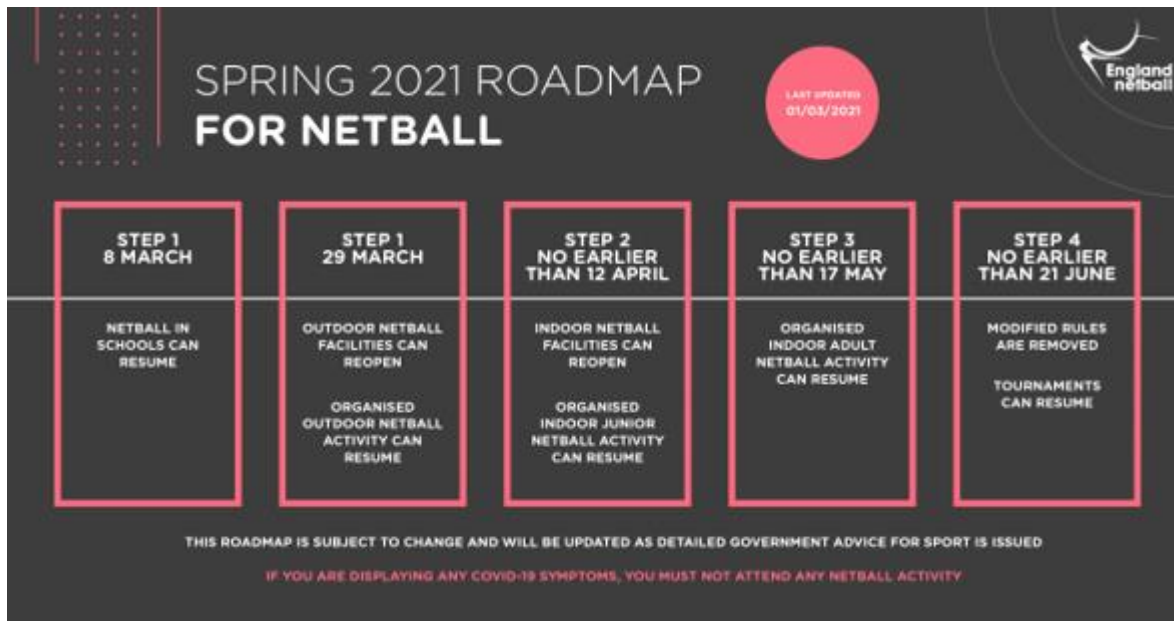 SPRING 2021 ROADMAP
FOR NETBALL
LAST UPDATED
01/03/2021
England
netball
STEP 1
8 MARCH
NETBALL IN
SCHOOLS CAN
RESUME
STEP 1
29 MARCH
OUTDOOR NETBALL
FACILITIES CAN
REOPEN
ORGANISED
OUTDOOR NETBALL
ACTIVITY CAN
RESUME
STEP 2
NO EARLIER
THAN 12 APRIL
INDOOR NETBALL
FACILITIES CAN
REOPEN
ORGANISED
INDOOR JUNIOR
NETBALL ACTIVITY
CAN RESUME
STEP 3
NO EARLIER
THAN 17 MAY
ORGANISED
INDOOR ADULT
NETBALL ACTIVITY
CAN RESUME
STEP 4
NO EARLIER
THAN 21 JUNE
MODIFIED RULES
ARE REMOVED
TOURNAMENTS
CAN RESUME
THIS ROADMAP IS SUBJECT TO CHANGE AND WILL BE UPDATED AS DETAILED GOVERNMENT ADVICE FOR SPORT IS ISSUED
IF YOU ARE DISPLAYING ANY COVID-19 SYMPTOMS, YOU MUST NOT ATTEND ANY NETBALL ACTIVITY